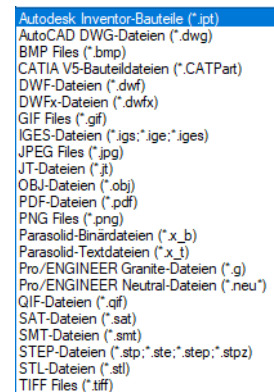 Autodesk Inventor-Bauteile (*.ipt)
AutoCAD DWG-Dateien (*.dwg)
BMP Files (*.bmp)
CATIA V5-Bauteildateien (*.CATPart)
DWF-Dateien (*.dwf)
DWFx-Dateien (*.dwfx)
GIF Files (*.gif)
IGES-Dateien (*.igs;*.ige;*.iges)
JPEG Files (*.jpg)
JT-Dateien (*.jt)
OBJ-Dateien (*.obj)
PDF-Dateien (*.pdf)
PNG Files (*.png)
Parasolid-Binärdateien (*.x_b)
Parasolid-Textdateien (*.x_t)
Pro/ENGINEER Granite-Dateien (*.g)
Pro/ENGINEER Neutral-Dateien (*.neu*)
QIF-Dateien (*.qif)
SAT-Dateien (*.sat)
SMT-Dateien (*.smt)
STEP-Dateien (*.stp;*.ste;*.step;*.stpz)
STL-Dateien (*.stl)
TIFF Files (*.tiff)